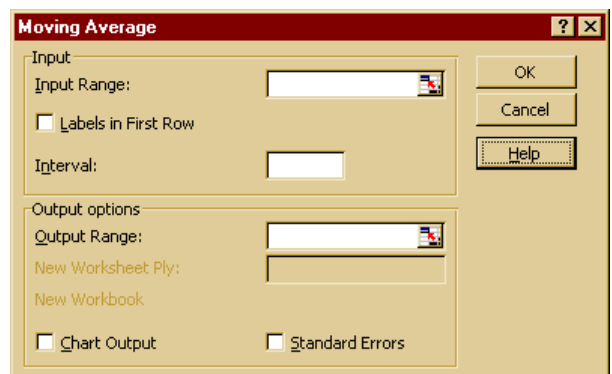 Moving Average
Input
Input Range:
Labels in First Row
Interval:
OK
Cancel
Help
Output options
Output Range:
New Worksheet Ply:
New Workbook
Chart Output
Standard Errors